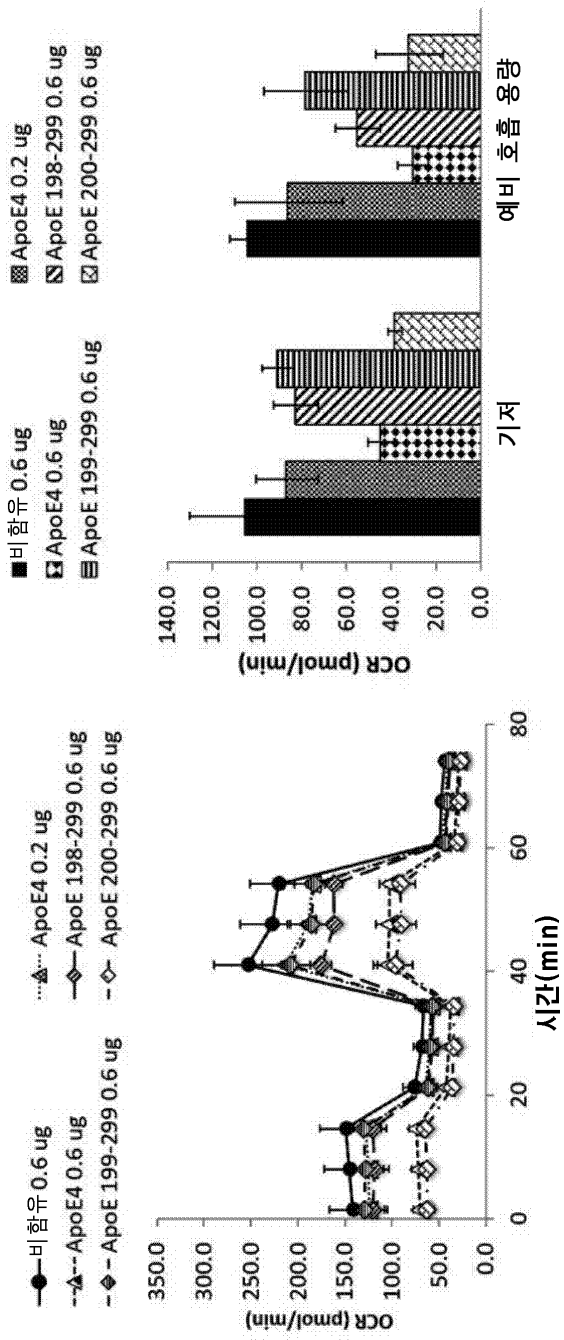 비함유 0.6 ug
ApoE4 0.2 ug
ApoE4 0.6 ug
ApoE 198-299 0.6 ug
ApoE 199-299 0.6 ug
ApoE 200-299 0.6 ug
OCR (pmol/min)
350.0
300.0
250.0
200.0
150.0
100.0
50.0
0.0
0
20
40
60
80
시간(min)
비함유 0.6 ug
ApoE4 0.2 ug
ApoE4 0.6 ug
ApoE 198-299 0.6 ug
ApoE 199-299 0.6 ug
ApoE 200-299 0.6 ug
OCR (pmol/min)
140.0
120.0
100.0
80.0
60.0
40.0
20.0
0.0
기저
예비 호흡 용량